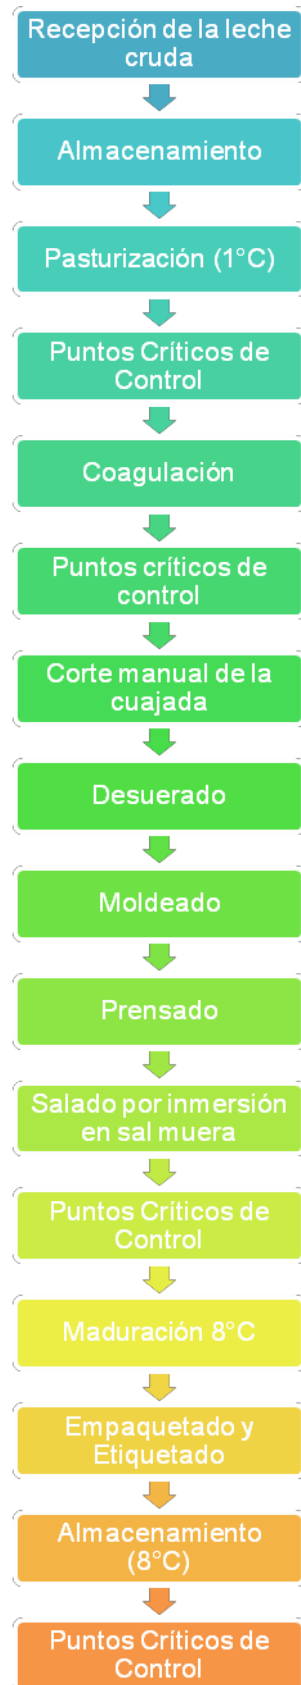 Recepción de la leche
cruda
Almacenamiento
Pasturización (1°C)
Puntos Críticos de
Control
Coagulación
Puntos críticos de
control
Corte manual de la
cuajada
Desuerado
Moldeado
Prensado
Salado por inmersión
en sal muera
Puntos Críticos de
Control
Maduración 8°C
Empaquetado y
Etiquetado
Almacenamiento
(8°C)
Puntos Críticos de
Control